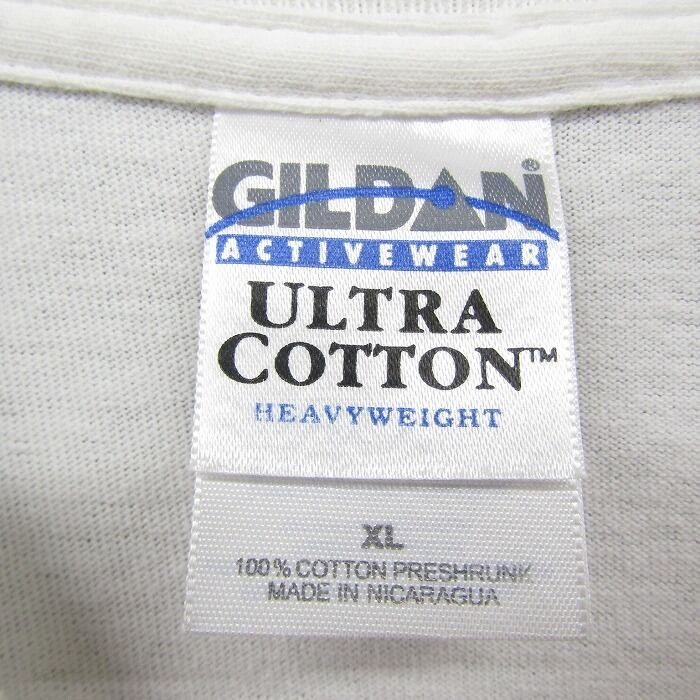 GILDAN®
ACTIVEWEAR
ULTRA
COTTON™
HEAVYWEIGHT
XL
100% COTTON PRESHRUNK
MADE IN NICARAGUA